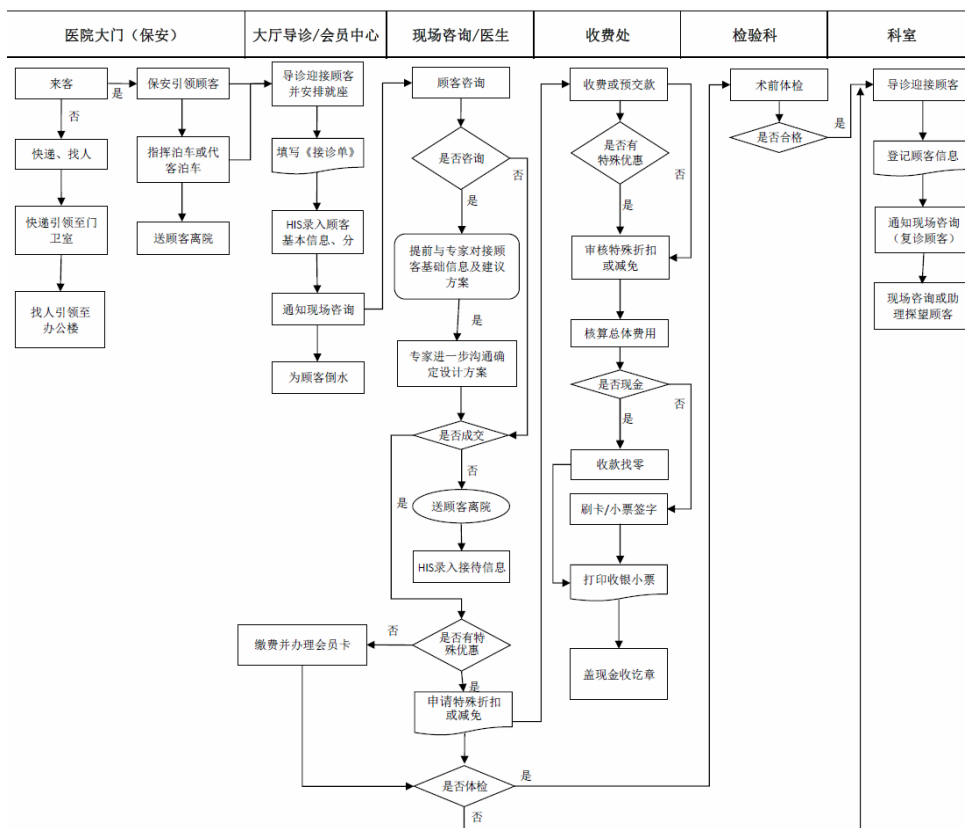 医院大门（保安）
大厅导诊/会员中心
现场咨询/医生
收费处
检验科
科室
来客
是
否
快递、找人
快递引领至门
卫室
找人引领至
办公楼
保安引领顾客
指挥泊车或代
客泊车
送顾客离院
导诊迎接顾客
并安排就座
填写《接诊单》
HIS录入顾客
基本信息、分
通知现场咨询
为顾客倒水
缴费并办理会员卡
顾客咨询
是否咨询
否
是
提前与专家对接顾
客基础信息及建议
方案
是
专家进一步沟通确
定设计方案
是否成交
否
是
送顾客离院
HIS录入接待信息
是否有特
殊优惠
否
是
申请特殊折扣
或减免
是否体检
是
否
收费或预交款
是否有
特殊优惠
否
是
审核特殊折扣
或减免
核算总体费用
是否现金
否
是
收款找零
刷卡/小票签字
打印收银小票
盖现金收讫章
术前体检
是否合格
是
导诊迎接顾客
登记顾客信息
通知现场咨询
（复诊顾客）
现场咨询或助
理探望顾客